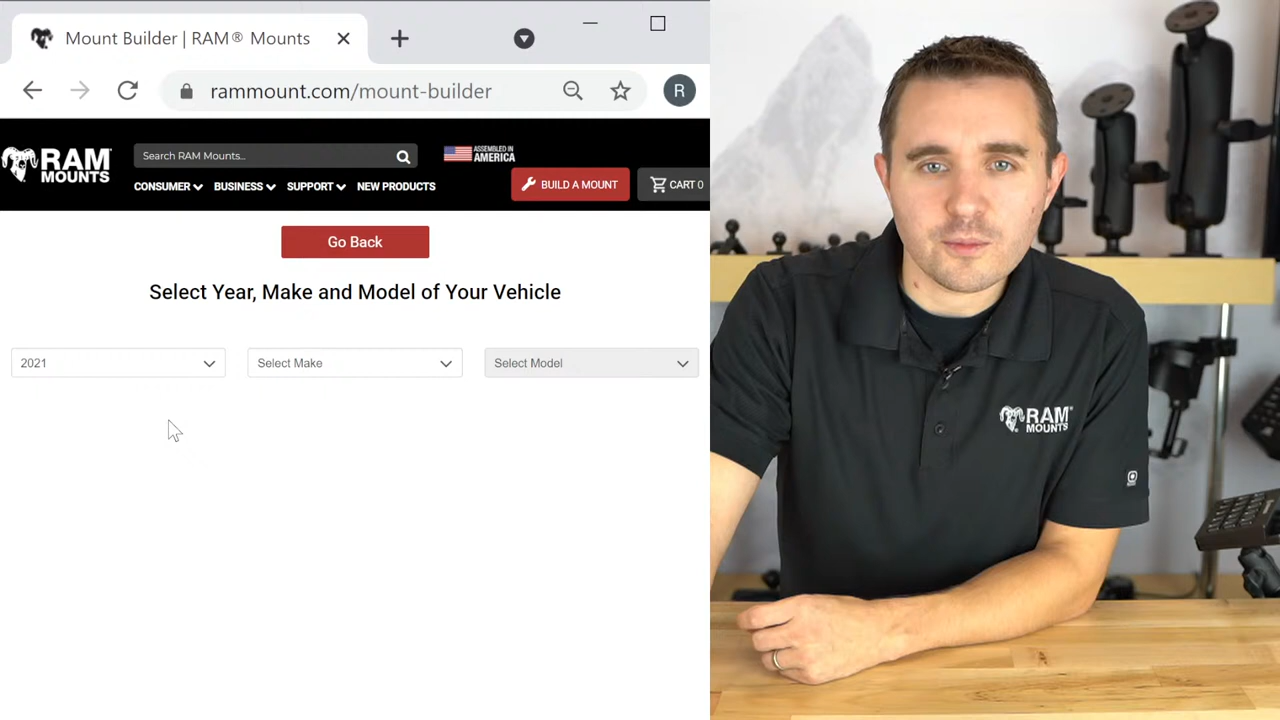 Mount Builder | RAM® Mounts
rammount.com/mount-builder
R
RAM
MOUNTS
Search RAM Mounts...
ASSEMBLED IN
AMERICA
CONSUMER
BUSINESS
SUPPORT
NEW PRODUCTS
BUILD A MOUNT
CART 0
Go Back
Select Year, Make and Model of Your Vehicle
2021
Select Make
Select Model
RAM®
MOUNTS